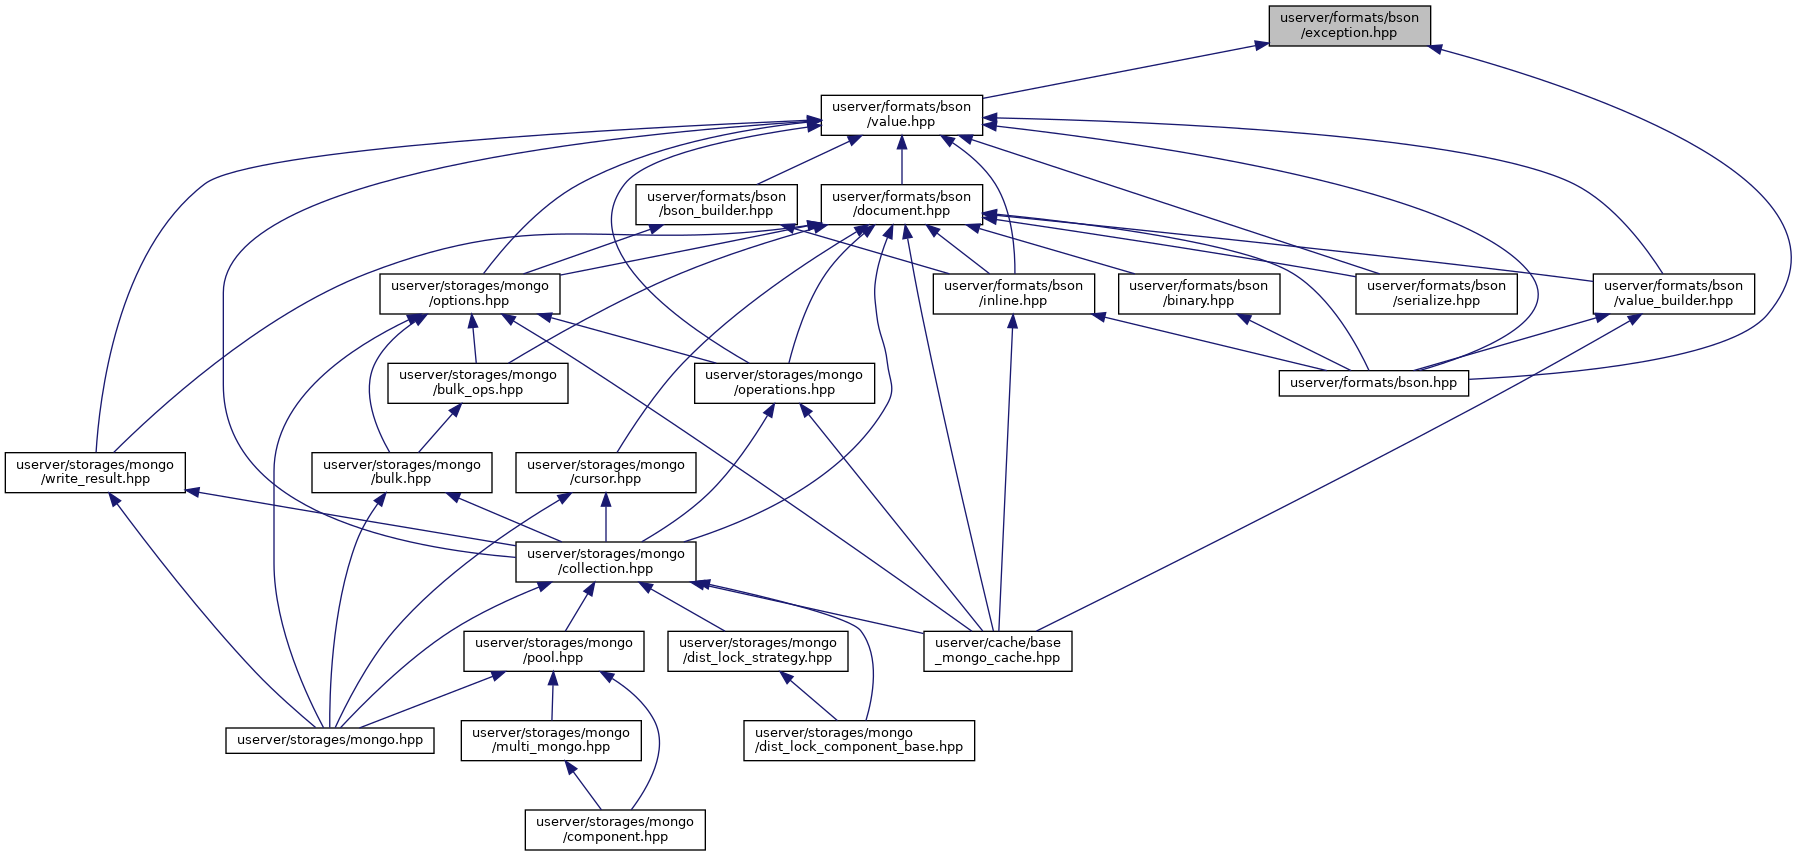 userver/formats/bson
/exception.hpp
userver/formats/bson
/value.hpp
userver/formats/bson
/bson_builder.hpp
userver/formats/bson
/document.hpp
userver/storages/mongo
/options.hpp
userver/formats/bson
/inline.hpp
userver/formats/bson
/binary.hpp
userver/formats/bson
/serialize.hpp
userver/formats/bson
/value_builder.hpp
userver/storages/mongo
/bulk_ops.hpp
userver/storages/mongo
/operations.hpp
userver/formats/bson.hpp
userver/storages/mongo
/write_result.hpp
userver/storages/mongo
/bulk.hpp
userver/storages/mongo
/cursor.hpp
userver/storages/mongo
/collection.hpp
userver/storages/mongo
/pool.hpp
userver/storages/mongo
/dist_lock_strategy.hpp
userver/cache/base
_mongo_cache.hpp
userver/storages/mongo.hpp
userver/storages/mongo
/multi_mongo.hpp
userver/storages/mongo
/dist_lock_component_base.hpp
userver/storages/mongo
/component.hpp